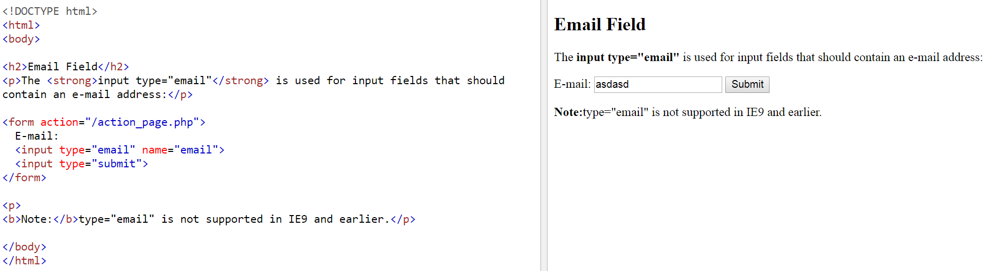 <!DOCTYPE html>
<html>
<body>
<h2>Email Field</h2>
<p>The <strong>input type="email"</strong> is used for input fields that should
contain an e-mail address:</p>
<form action="/action_page.php">
  E-mail:
  <input type="email" name="email">
  <input type="submit">
</form>
<p>
<b>Note:</b>type="email" is not supported in IE9 and earlier.</p>
</body>
</html>
Email Field
The input type="email" is used for input fields that should contain an e-mail address:
E-mail: asdasd Submit
Note:type="email" is not supported in IE9 and earlier.